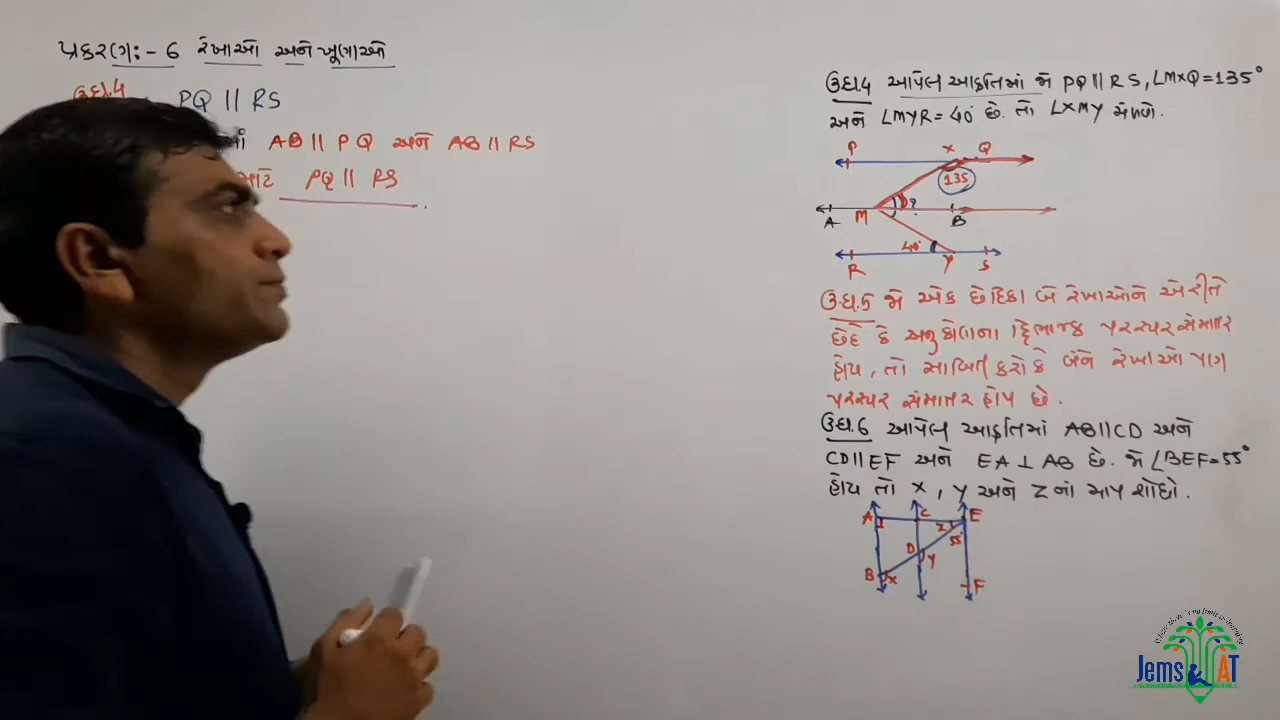 પ્રકરણ:- 6 રેખાઓ અને ખૂણાઓ
ઉદા.4
PQ || RS
માં AB || PQ અને AB || RS
માટે PQ || RS
ઉદા.4 આપેલ આકૃતિમાં જો PQ || RS, ∠MXQ = 135°
અને ∠MYR = 40° છે. તો ∠XMY મેળવો.
P X Q
135
A M ? B
40°
R Y S
ઉદા.5 જો એક છેદિકા બે રેખાઓને એ રીતે
છેદે કે અનુકોણના દ્વિભાજક પરસ્પર સમાંતર
હોય, તો સાબિત કરો કે બંને રેખાઓ પણ
પરસ્પર સંમાતર હોય છે.
ઉદા.6 આપેલ આકૃતિમાં AB || CD અને
CD || EF અને EA ⊥ AB છે. જો ∠BEF = 55°
હોય તો x, y અને z નાં માપ શોધો.
A C E
z
55°
D y
B x F
Jems AT